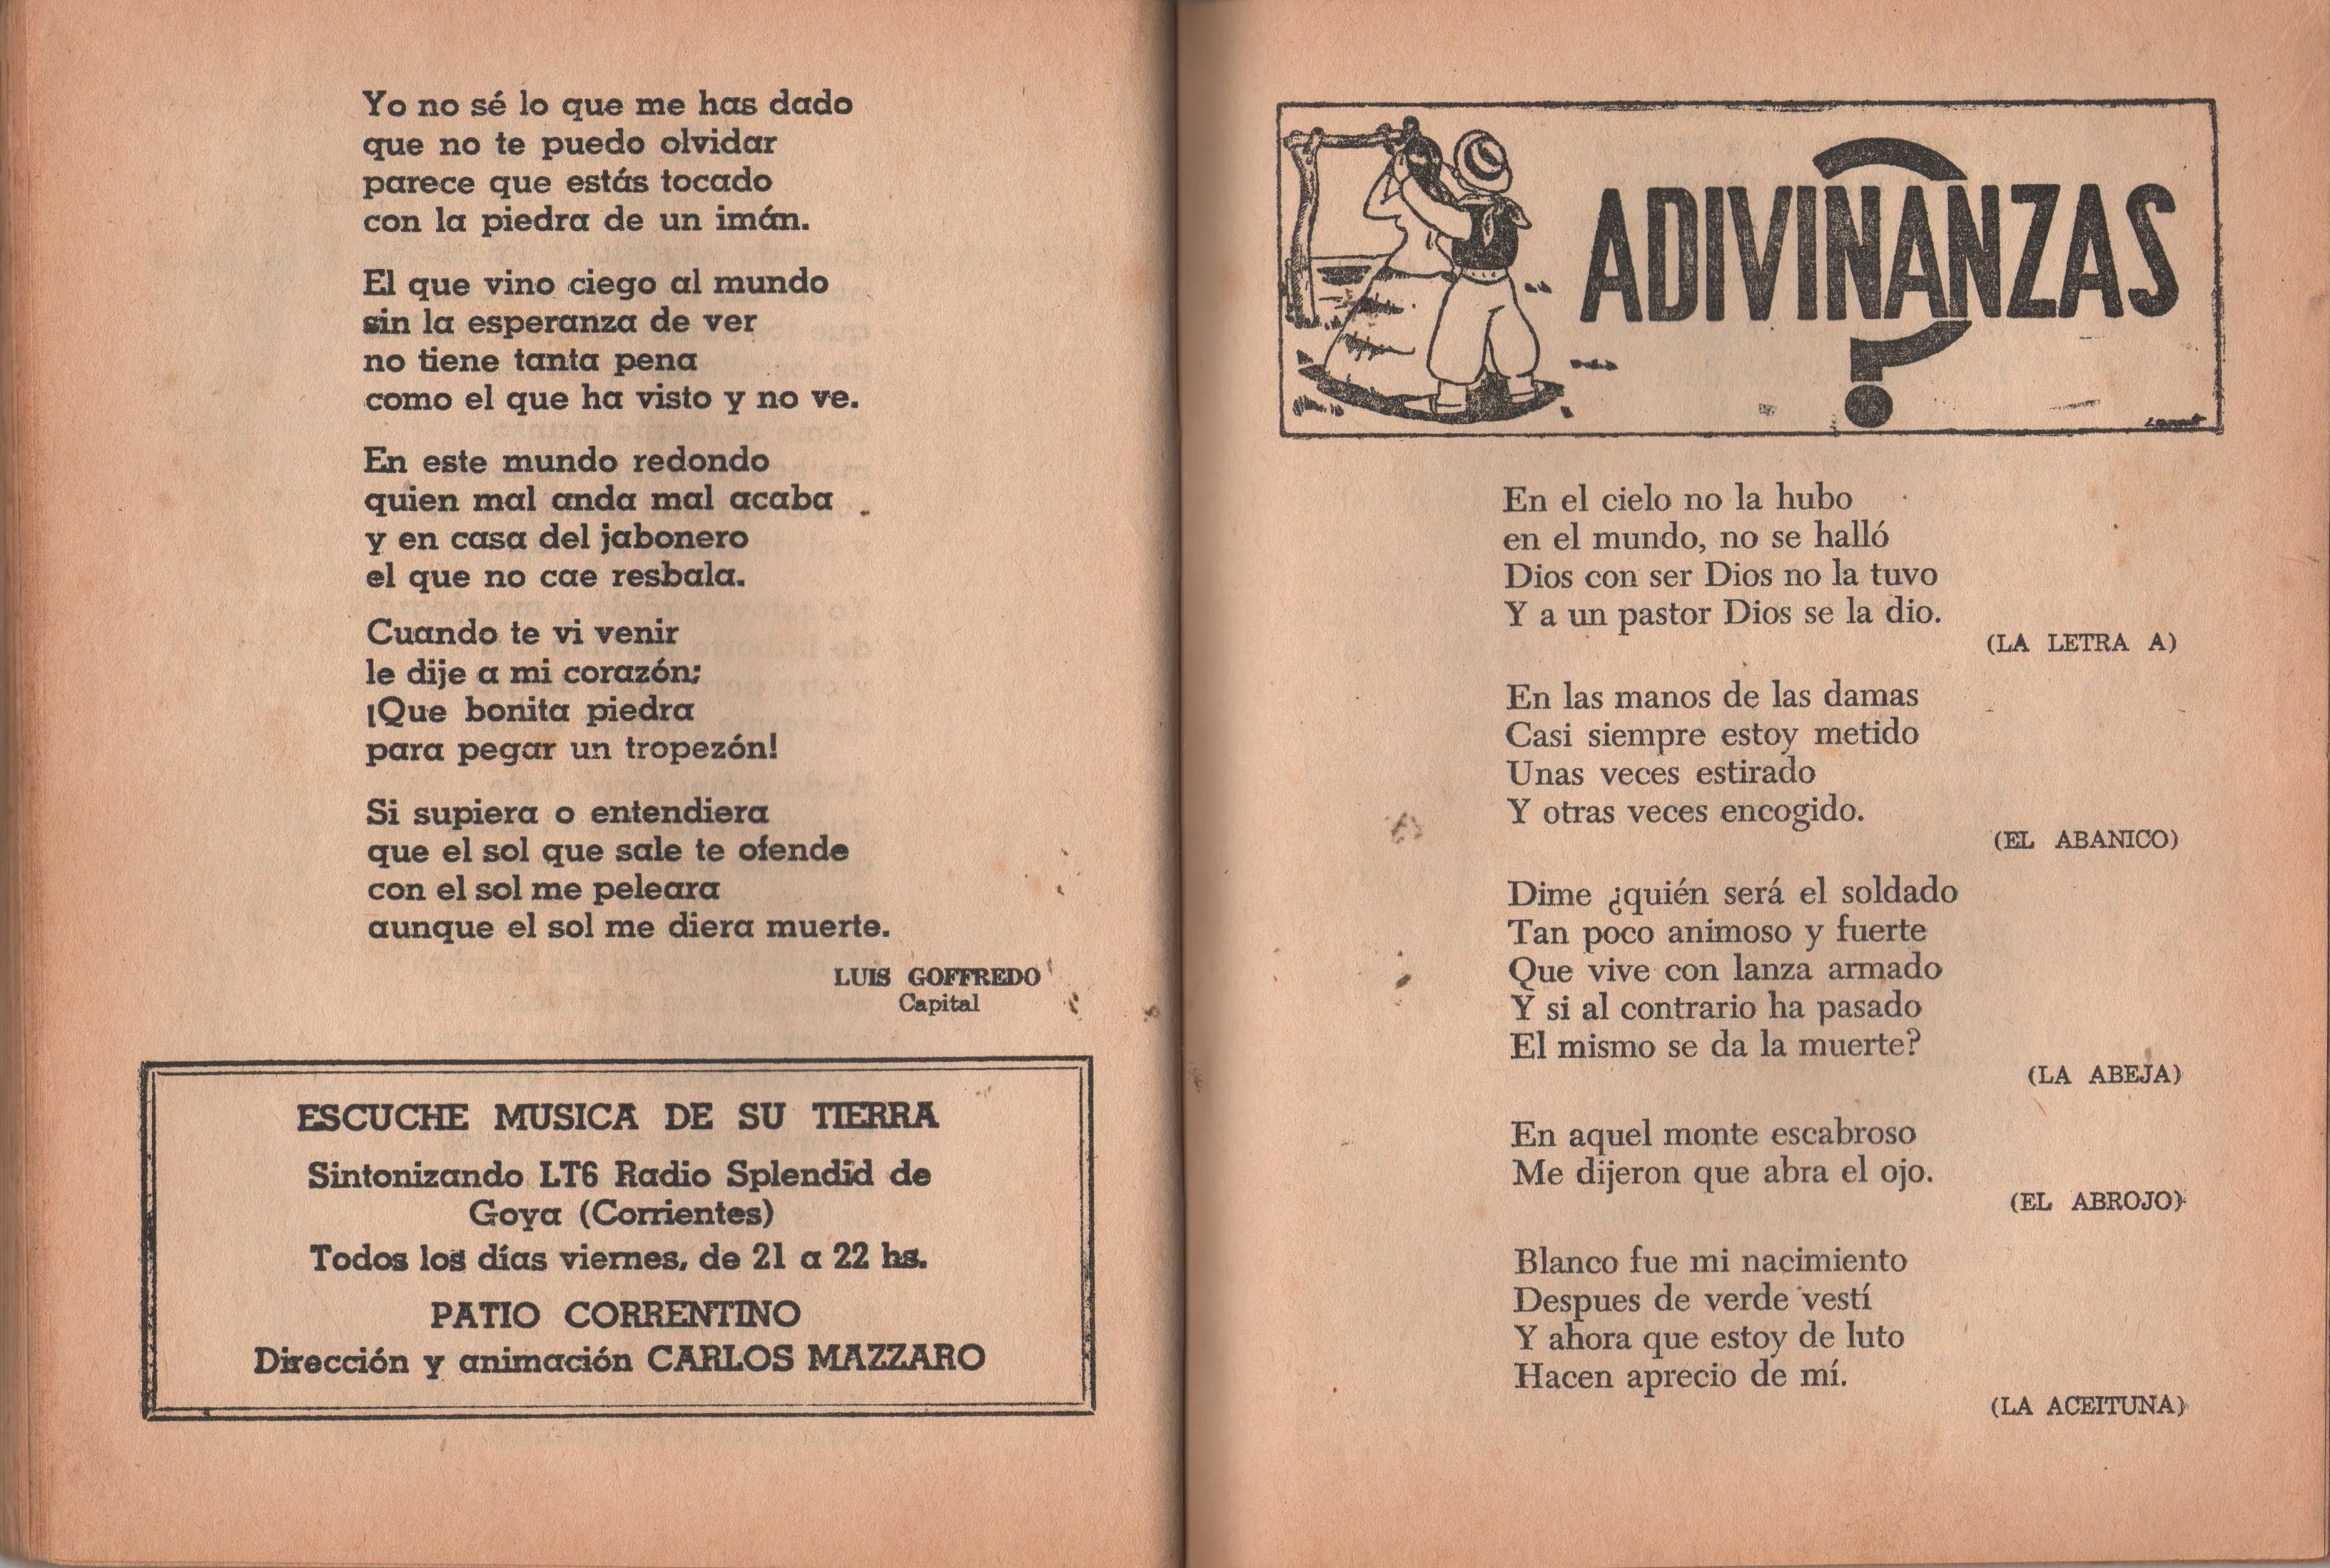 Yo no sé lo que me has dado
que no te puedo olvidar
parece que estás tocado
con la piedra de un imán.
El que vino ciego al mundo
sin la esperanza de ver
no tiene tanta pena
como el que ha visto y no ve.
En este mundo redondo
quien mal anda mal acaba
y en casa del jabonero
el que no cae resbala.
Cuando te vi venir
le dije a mi corazón;
¡Que bonita piedra
para pegar un tropezón!
Si supiera o entendiera
que el sol que sale te ofende
con el sol me peleara
aunque el sol me diera muerte.
LUIS GOFFREDO
Capital
ESCUCHE MUSICA DE SU TIERRA
Sintonizando LT6 Radio Splendid de
Goya (Corrientes)
Todos los días viernes, de 21 a 22 hs.
PATIO CORRENTINO
Dirección y animación CARLOS MAZZARO
ADIVINANZAS
?
En el cielo no la hubo
en el mundo, no se halló
Dios con ser Dios no la tuvo
Y a un pastor Dios se la dio.
(LA LETRA A)
En las manos de las damas
Casi siempre estoy metido
Unas veces estirado
Y otras veces encogido.
(EL ABANICO)
Dime ¿quién será el soldado
Tan poco animoso y fuerte
Que vive con lanza armado
Y si al contrario ha pasado
El mismo se da la muerte?
(LA ABEJA)
En aquel monte escabroso
Me dijeron que abra el ojo.
(EL ABROJO)
Blanco fue mi nacimiento
Despues de verde vestí
Y ahora que estoy de luto
Hacen aprecio de mí.
(LA ACEITUNA)